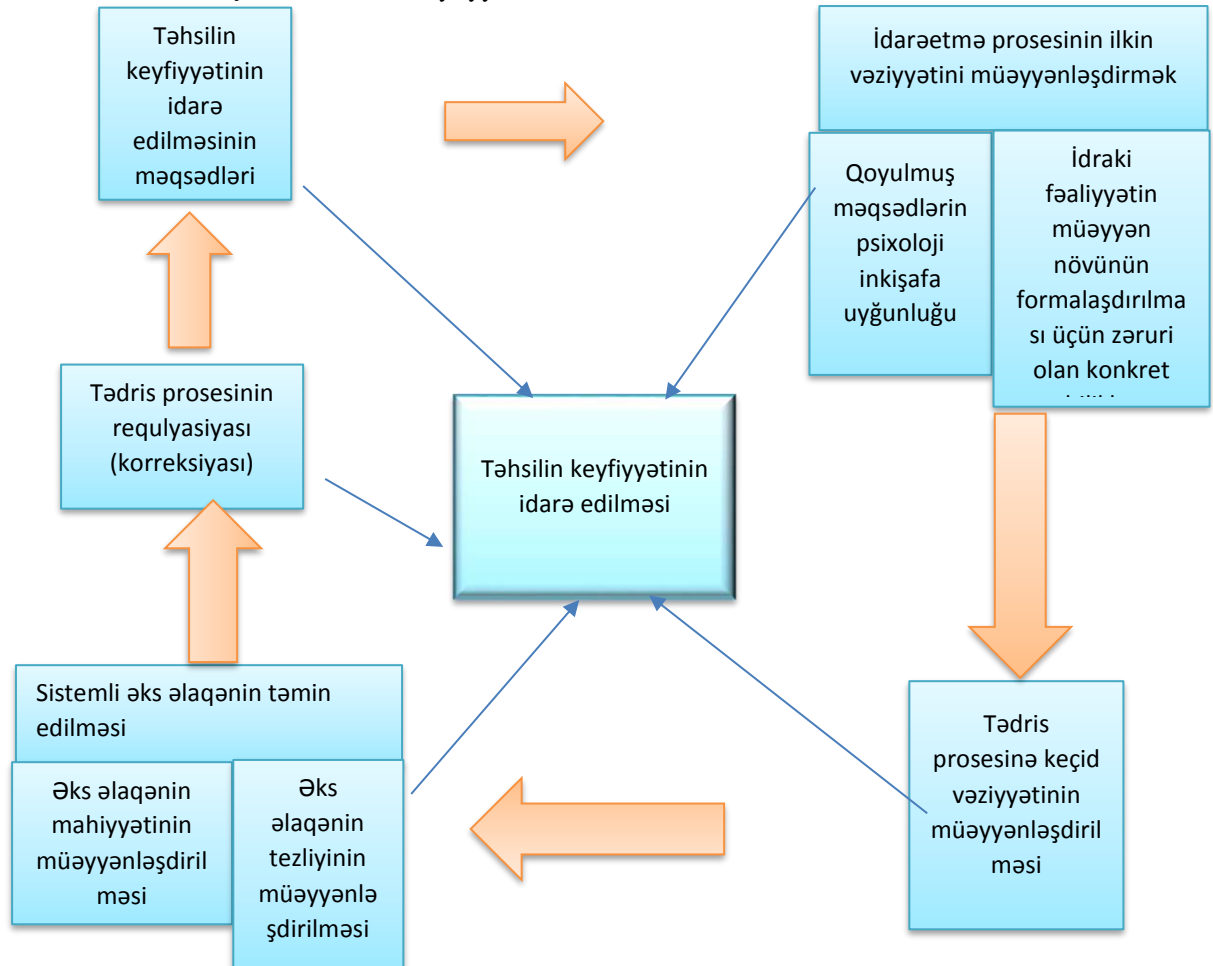 Təhsilin
keyfiyyətinin
idarə
edilməsinin
məqsədləri
İdarəetmə prosesinin ilkin
vəziyyətini müəyyənləşdirmək
Qoyulmuş
məqsədlərin
psixoloji
inkişafa
uyğunluğu
İdraki
fəaliyyətin
müəyyən
növünün
formalaşdırılma
sı üçün zəruri
olan konkret
Tədris prosesinin
requlyasiyası
(korreksiyası)
Təhsilin keyfiyyətinin
idarə edilməsi
Sistemli əks əlaqənin təmin
edilməsi
Əks əlaqənin
mahiyyətinin
müəyyənləşdiril
məsi
Əks
əlaqənin
tezliyinin
müəyyənlə
şdirilməsi
Tədris
prosesinə keçid
vəziyyətinin
müəyyənləşdiril
məsi